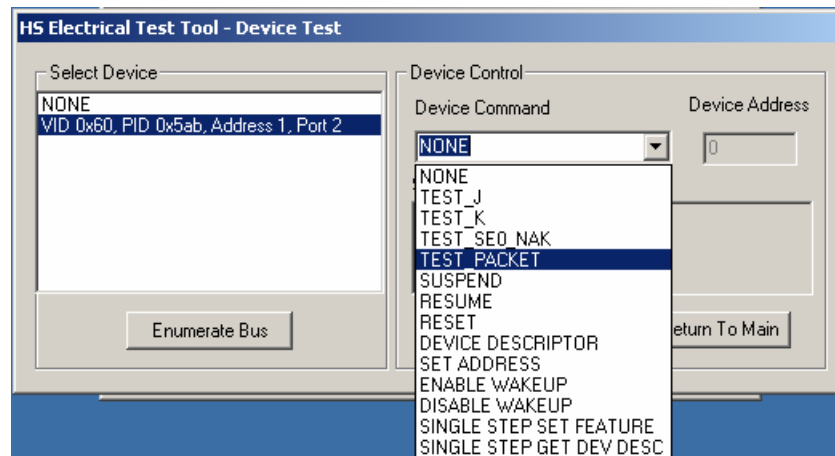 HS Electrical Test Tool - Device Test
Select Device
NONE
VID 0x60, PID 0x5ab, Address 1, Port 2
Enumerate Bus
Device Control
Device Command
Device Address
NONE
0
NONE
TEST_J
TEST_K
TEST_SE0_NAK
TEST_PACKET
SUSPEND
RESUME
RESET
DEVICE DESCRIPTOR
SET ADDRESS
ENABLE WAKEUP
DISABLE WAKEUP
SINGLE STEP SET FEATURE
SINGLE STEP GET DEV DESC
eturn To Main